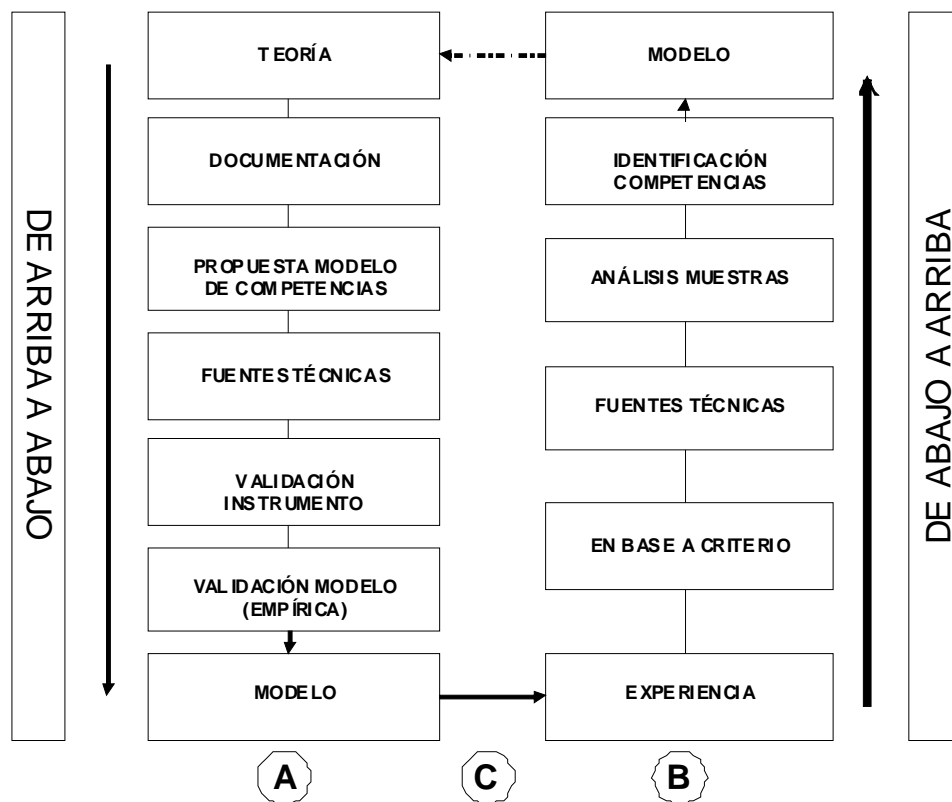 DE ARRIBA A ABAJO
TEORÍA
DOCUMENTACIÓN
PROPUESTA MODELO
DE COMPETENCIAS
FUENTES TÉCNICAS
VALIDACIÓN
INSTRUMENTO
VALIDACIÓN MODELO
(EMPÍRICA)
MODELO
MODELO
IDENTIFICACIÓN
COMPETENCIAS
ANÁLISIS MUESTRAS
FUENTES TÉCNICAS
EN BASE A CRITERIO
EXPERIENCIA
DE ABAJO A ARRIBA
A
C
B